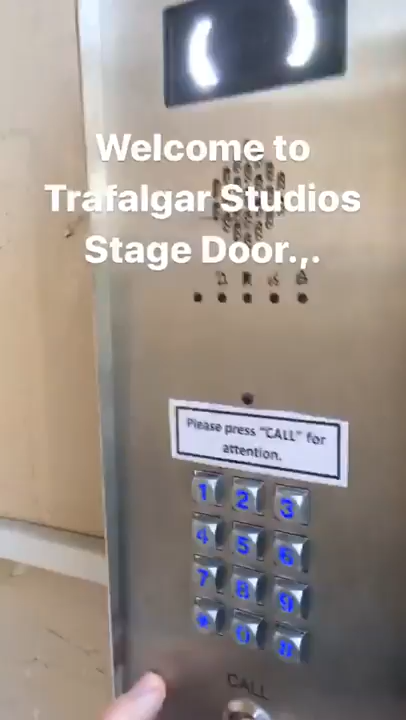 Welcome to
Trafalgar Studios
Stage Door.,.
Please press "CALL" for
attention.
1 2 3
4 5 6
7 8 9
* 0 #
CALL